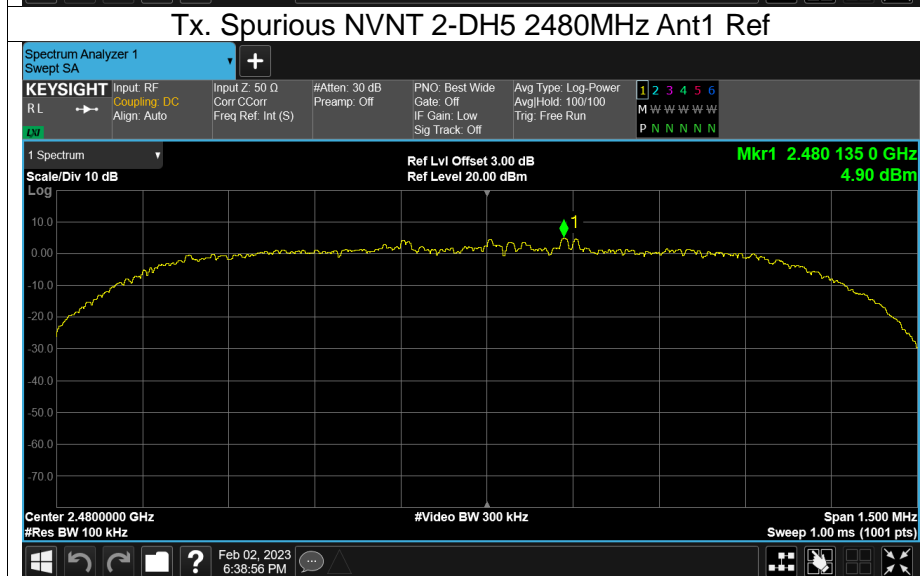 Tx. Spurious NVNT 2-DH5 2480MHz Ant1 Ref
Spectrum Analyzer 1
Swept SA
KEYSIGHT
RL
LXI
Input: RF
Coupling: DC
Align: Auto
Input Z: 50 Ω
Corr CCorr
Freq Ref: Int (S)
#Atten: 30 dB
Preamp: Off
PNO: Best Wide
Gate: Off
IF Gain: Low
Sig Track: Off
Avg Type: Log-Power
Avg|Hold: 100/100
Trig: Free Run
1 2 3 4 5 6
M W W W W W
P N N N N N
1 Spectrum
Scale/Div 10 dB
Ref Lvl Offset 3.00 dB
Ref Level 20.00 dBm
Mkr1 2.480 135 0 GHz
4.90 dBm
Log
10.0
0.00
-10.0
-20.0
-30.0
-40.0
-50.0
-60.0
-70.0
1
Center 2.4800000 GHz
#Res BW 100 kHz
#Video BW 300 kHz
Span 1.500 MHz
Sweep 1.00 ms (1001 pts)
?
Feb 02, 2023
6:38:56 PM